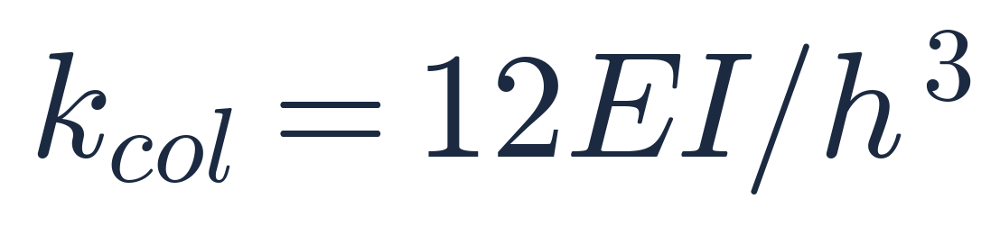 k_{col} = 12EI/h^3